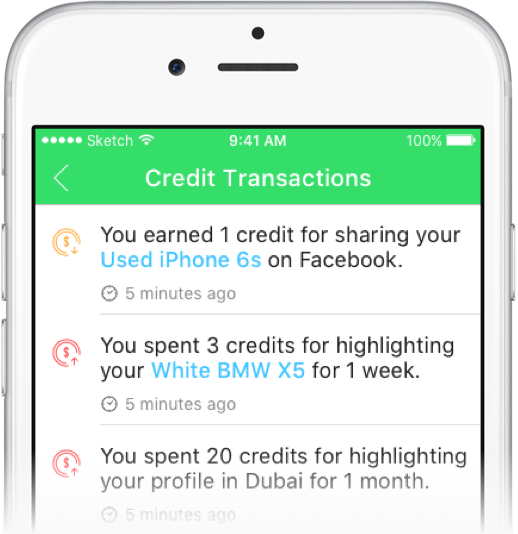 Sketch 9:41 AM 100%
Credit Transactions
You earned 1 credit for sharing your
Used iPhone 6s on Facebook.
5 minutes ago
You spent 3 credits for highlighting
your White BMW X5 for 1 week.
5 minutes ago
You spent 20 credits for highlighting
your profile in Dubai for 1 month.
5 minutes ago